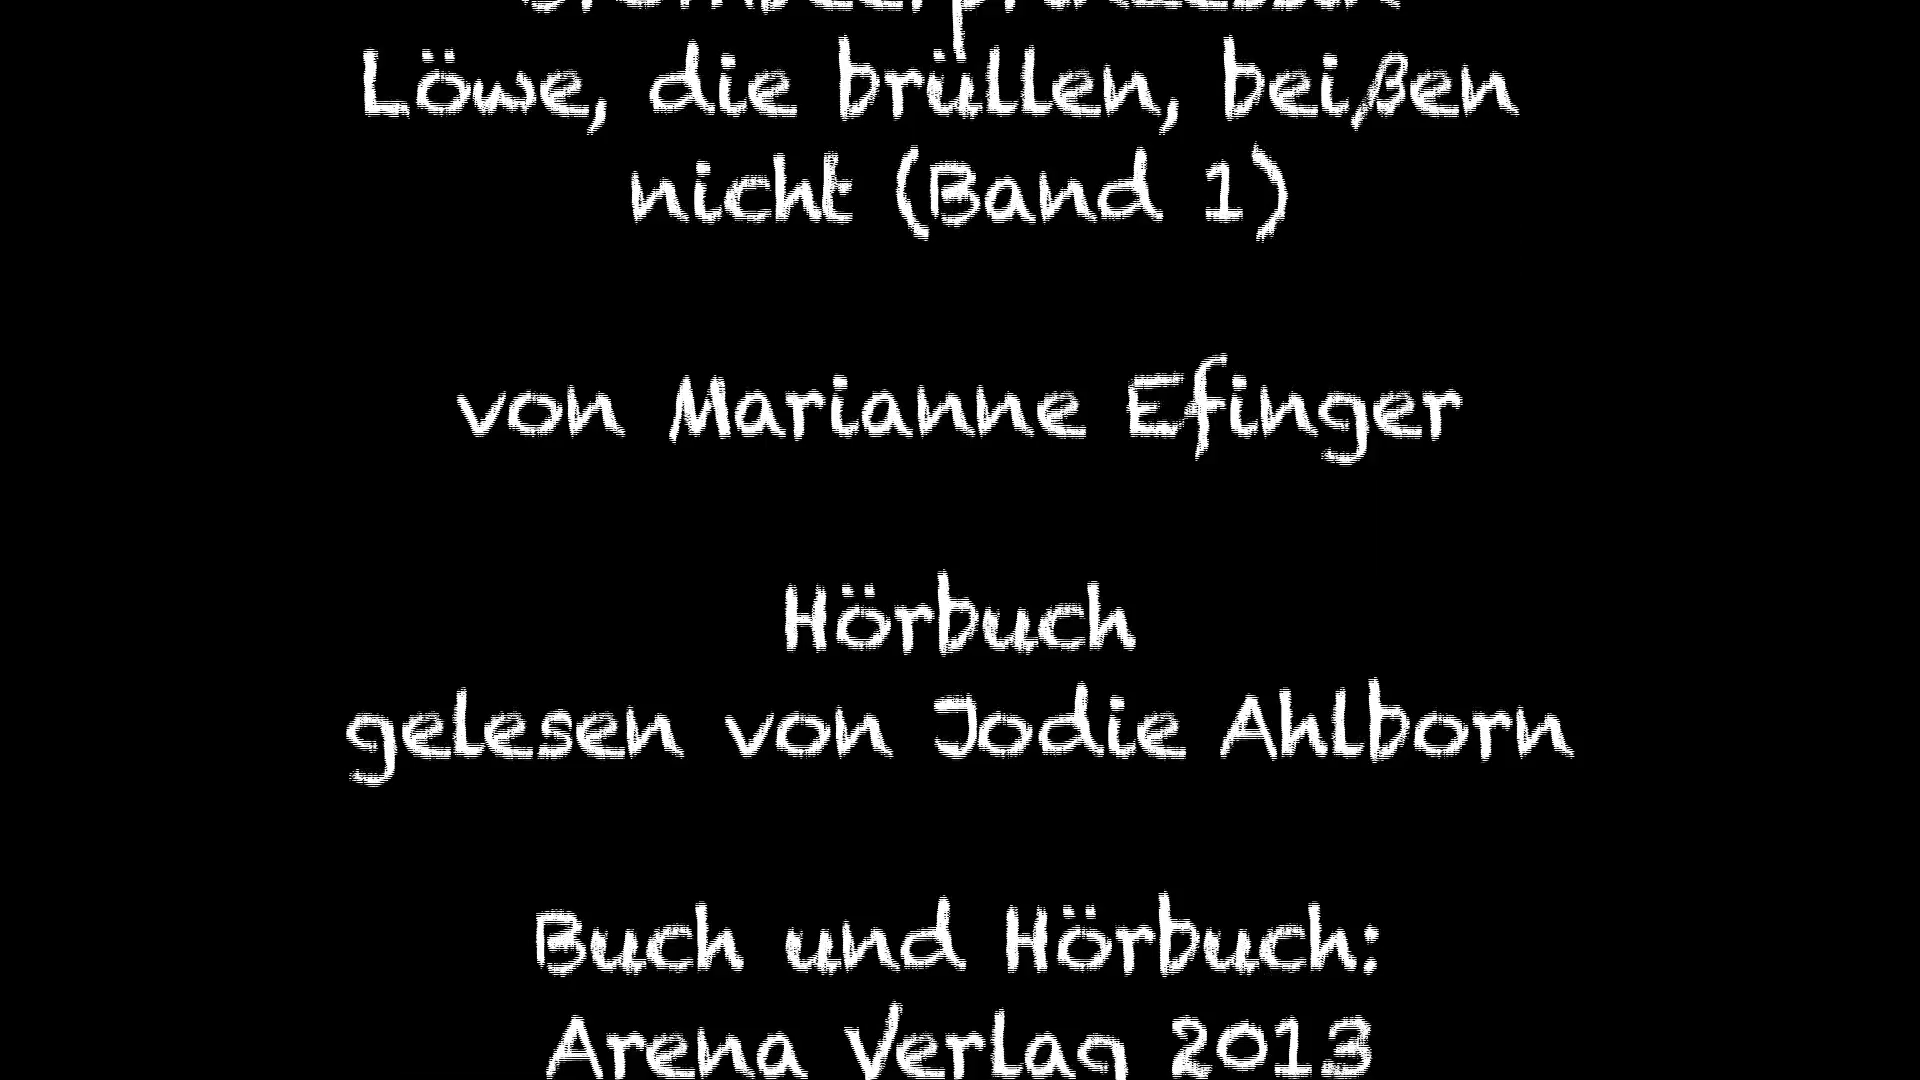 Brombeerprinzessin
Löwe, die brüllen, beißen
nicht (Band 1)
von Marianne Efinger
Hörbuch
gelesen von Jodie Ahlborn
Buch und Hörbuch:
Arena Verlag 2013